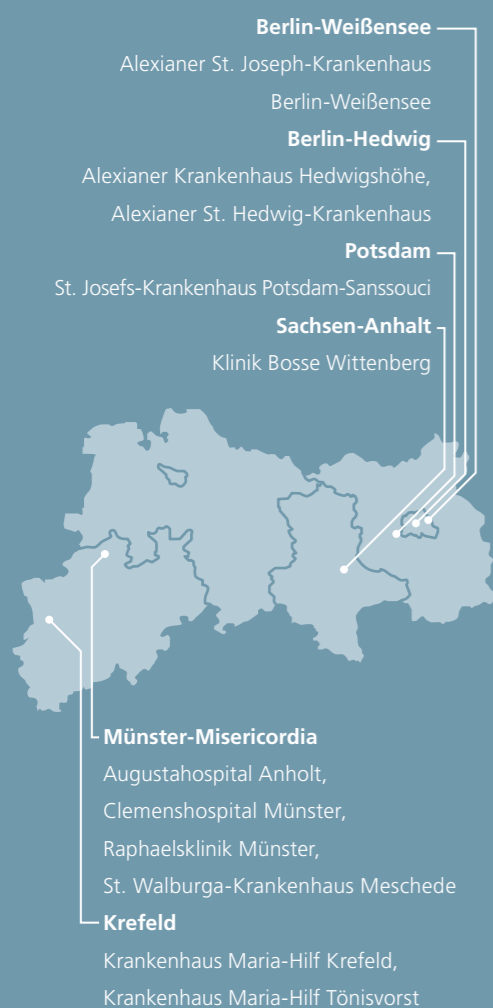 Berlin-Weißensee
Alexianer St. Joseph-Krankenhaus
Berlin-Weißensee
Berlin-Hedwig
Alexianer Krankenhaus Hedwigshöhe,
Alexianer St. Hedwig-Krankenhaus
Potsdam
St. Josefs-Krankenhaus Potsdam-Sanssouci
Sachsen-Anhalt
Klinik Bosse Wittenberg
Münster-Misericordia
Augustahospital Anholt,
Clemenshospital Münster,
Raphaelsklinik Münster,
St. Walburga-Krankenhaus Meschede
Krefeld
Krankenhaus Maria-Hilf Krefeld,
Krankenhaus Maria-Hilf Tönisvorst